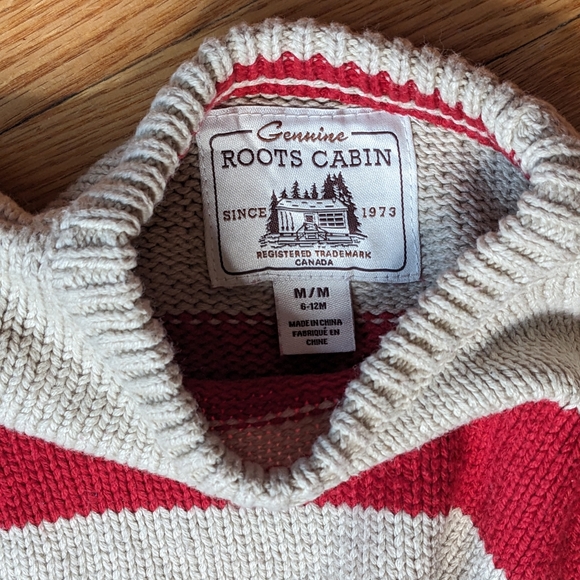 Genuine
ROOTS CABIN
SINCE 1973
REGISTERED TRADEMARK
CANADA
M/M
6-12M
MADE IN CHINA
FABRIQUÉ EN
CHINE